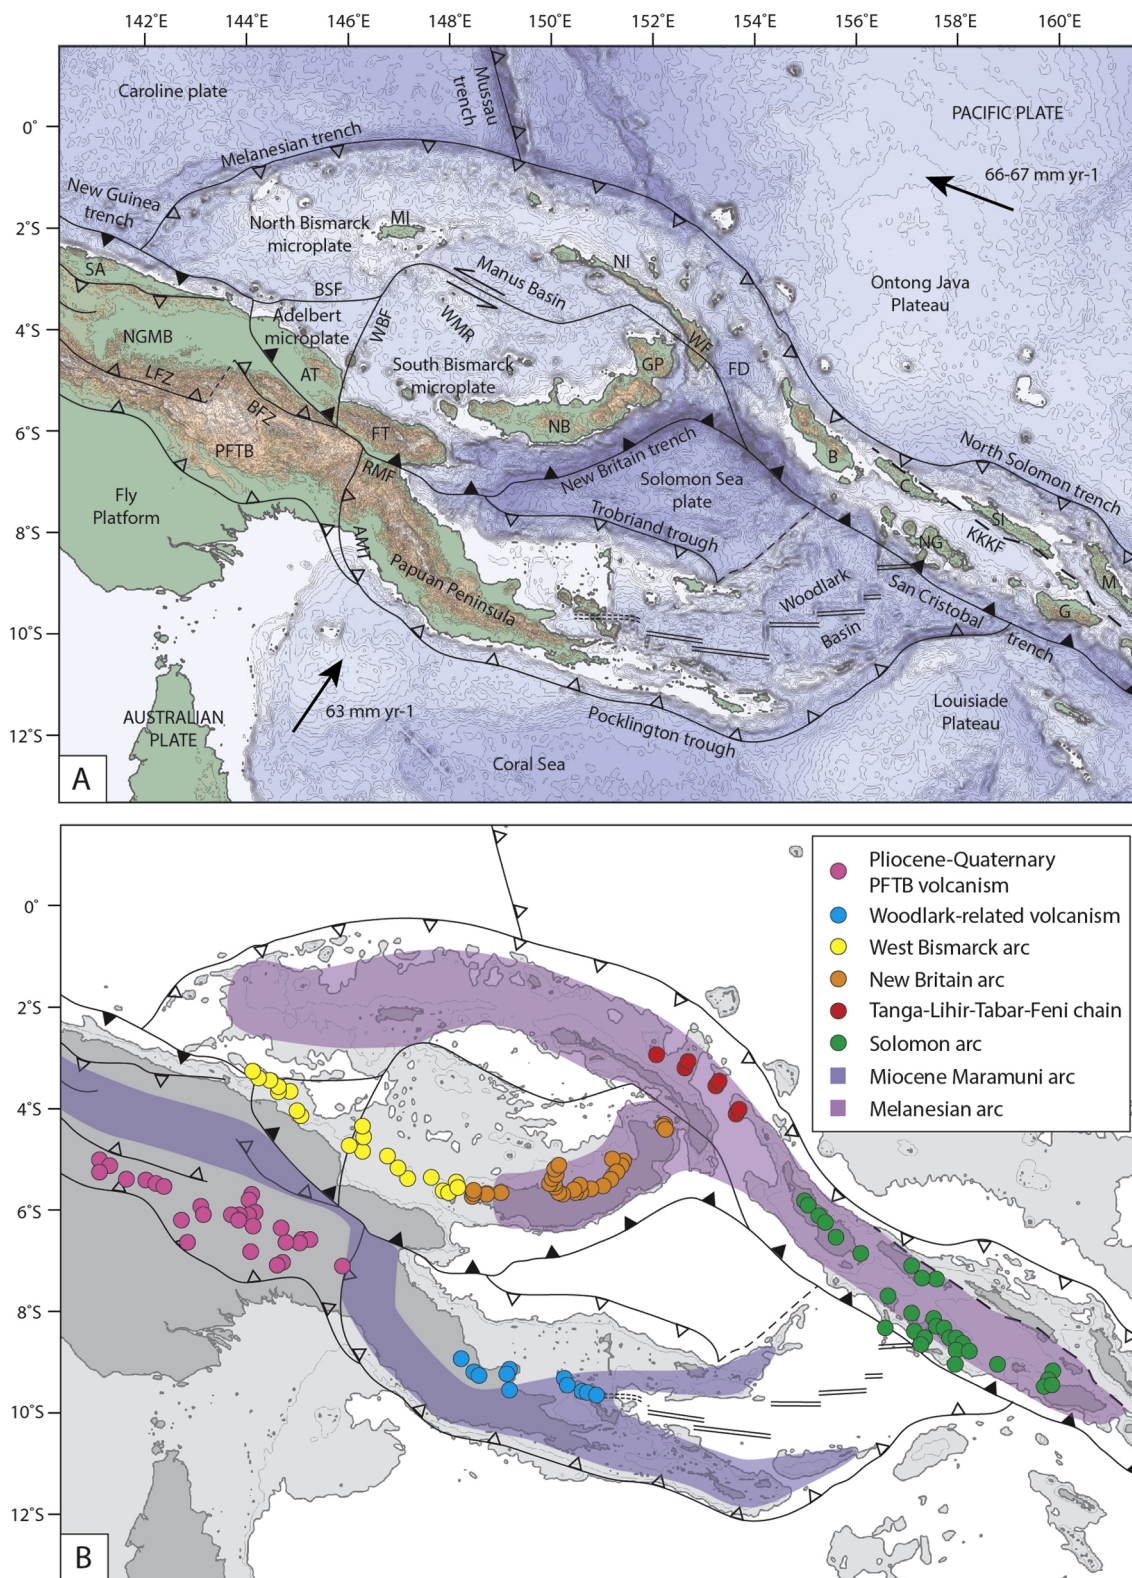 142°E 144°E 146°E 148°E 150°E 152°E 154°E 156°E 158°E 160°E
0°
2°S
4°S
6°S
8°S
10°S
12°S
Caroline plate
Mussau
trench
PACIFIC PLATE
66-67 mm yr-1
Melanesian trench
New Guinea
trench
North Bismarck
microplate
MI
NI
Ontong Java
Plateau
SA
BSF
Manus Basin
Adelbert
microplate
WBF
WMR
NGMB
South Bismarck
microplate
WF
FD
GP
LFZ
AT
BFZ
NB
FT
PFTB
B
RMF
New Britain trench
North Solomon trench
Solomon Sea
plate
C
Fly
Platform
Trobriand trough
SI
AMT
NG
KKKF
M
Papuan Peninsula
Woodlark
Basin
San Cristobal
trench
G
63 mm yr-1
AUSTRALIAN
PLATE
Pocklington trough
Louisiade
Plateau
Coral Sea
A
0°
2°S
4°S
6°S
8°S
10°S
12°S
Pliocene-Quaternary
PFTB volcanism
Woodlark-related volcanism
West Bismarck arc
New Britain arc
Tanga-Lihir-Tabar-Feni chain
Solomon arc
Miocene Maramuni arc
Melanesian arc
B